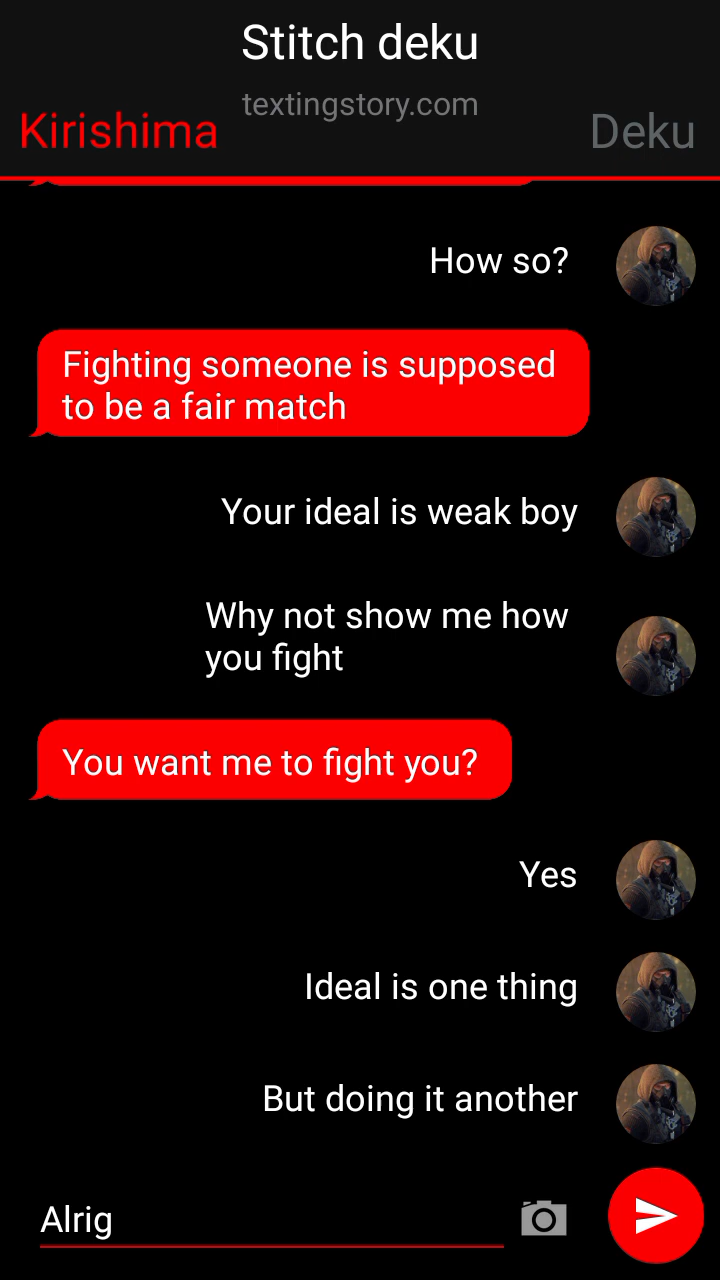 Stitch deku
textingstory.com
Kirishima
Deku
How so?
Fighting someone is supposed
to be a fair match
Your ideal is weak boy
Why not show me how
you fight
You want me to fight you?
Yes
Ideal is one thing
But doing it another
Alrig